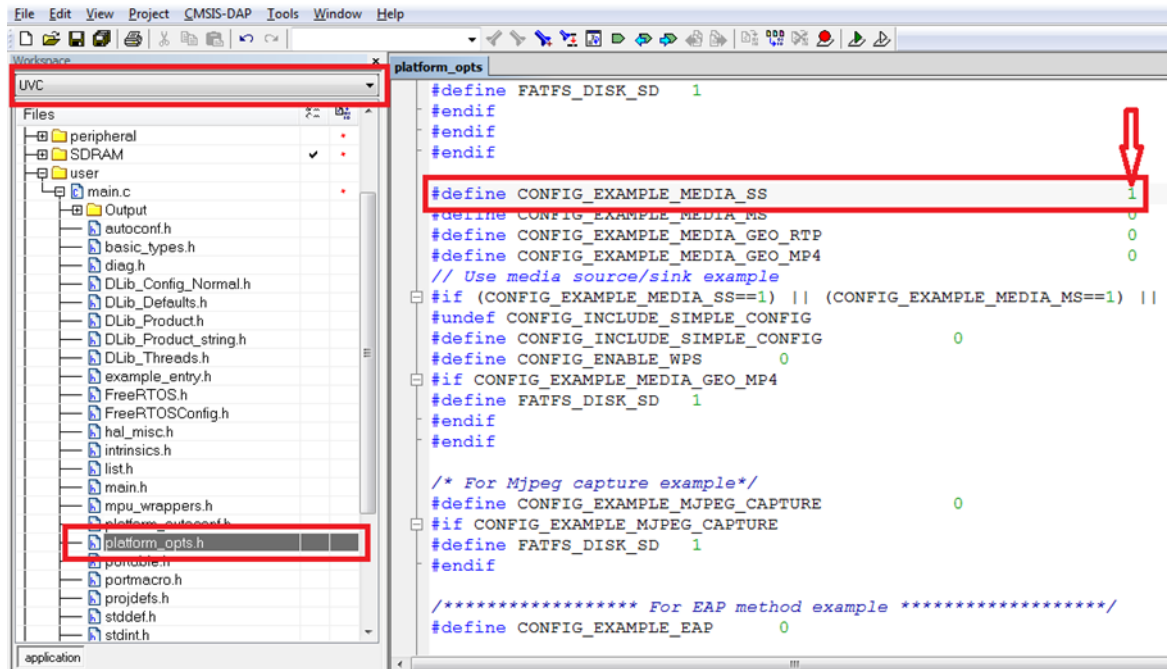 File Edit View Project CMSIS-DAP Tools Window Help
Workspace
UVC
Files
peripheral
SDRAM
user
main.c
Output
autoconf.h
basic_types.h
diag.h
DLib_Config_Normal.h
DLib_Defaults.h
DLib_Product.h
DLib_Product_string.h
DLib_Threads.h
example_entry.h
FreeRTOS.h
FreeRTOSConfig.h
hal_misc.h
intrinsics.h
list.h
main.h
mpu_wrappers.h
platform_autoconf.h
platform_opts.h
portable.h
portmacro.h
projdefs.h
stddef.h
stdint.h
application
platform_opts
#define FATFS_DISK_SD 1
#endif
#endif
#endif
#define CONFIG_EXAMPLE_MEDIA_SS 1
#define CONFIG_EXAMPLE_MEDIA_MS 0
#define CONFIG_EXAMPLE_MEDIA_GEO_RTP 0
#define CONFIG_EXAMPLE_MEDIA_GEO_MP4 0
// Use media source/sink example
#if (CONFIG_EXAMPLE_MEDIA_SS==1) || (CONFIG_EXAMPLE_MEDIA_MS==1) ||
#undef CONFIG_INCLUDE_SIMPLE_CONFIG
#define CONFIG_INCLUDE_SIMPLE_CONFIG 0
#define CONFIG_ENABLE_WPS 0
#if CONFIG_EXAMPLE_MEDIA_GEO_MP4
#define FATFS_DISK_SD 1
#endif
#endif
/* For Mjpeg capture example*/
#define CONFIG_EXAMPLE_MJPEG_CAPTURE 0
#if CONFIG_EXAMPLE_MJPEG_CAPTURE
#define FATFS_DISK_SD 1
#endif
/****************** For EAP method example *******************/
#define CONFIG_EXAMPLE_EAP 0